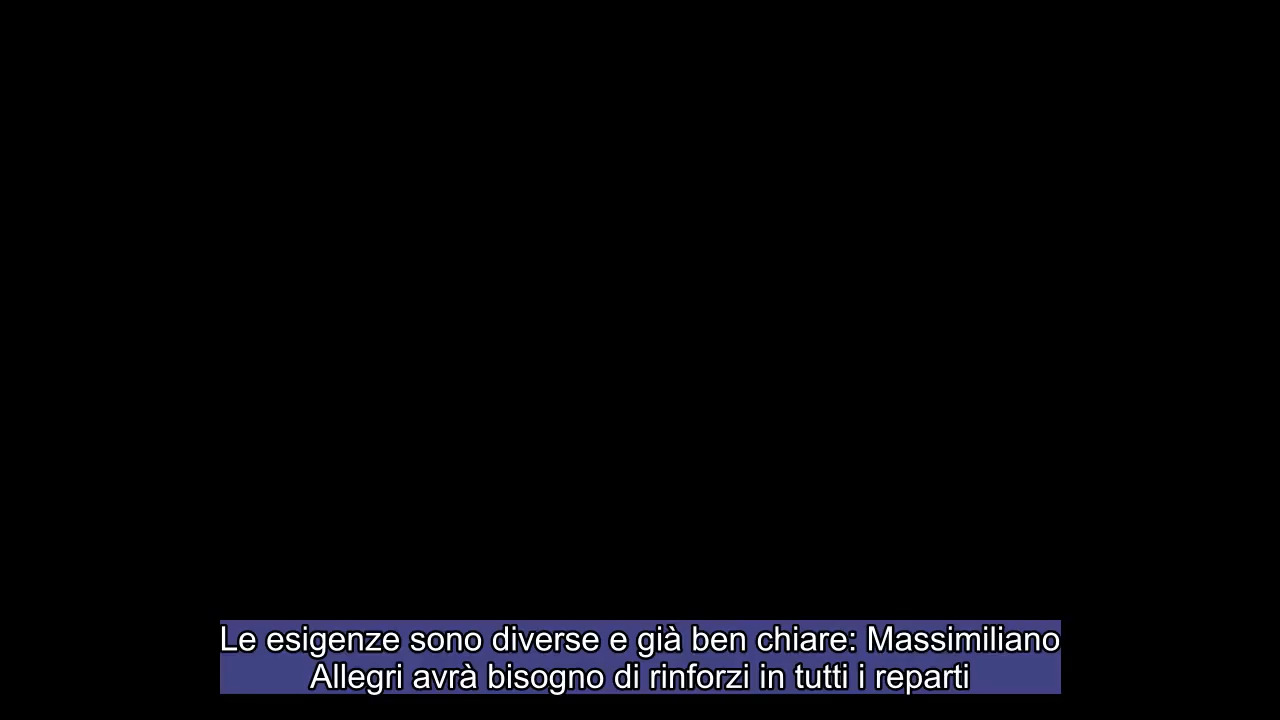 Le esigenze sono diverse e già ben chiare: Massimiliano
Allegri avrà bisogno di rinforzi in tutti i reparti